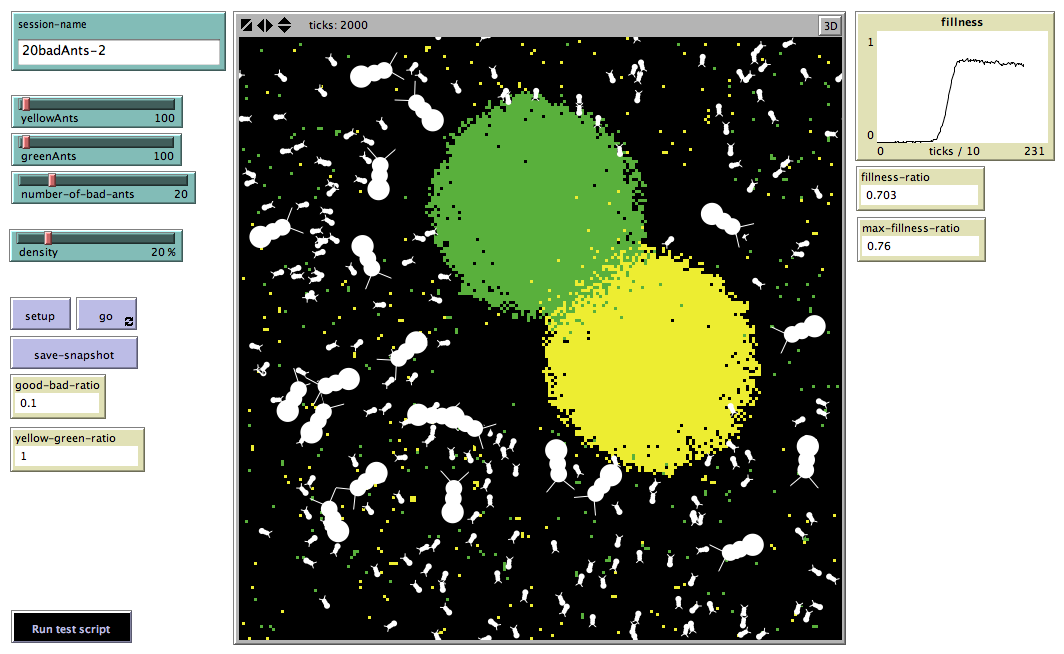 session-name
20badAnts-2
yellowAnts 100
greenAnts 100
number-of-bad-ants 20
density 20 %
setup
go
save-snapshot
good-bad-ratio
0.1
yellow-green-ratio
1
Run test script
ticks: 2000
3D
fillness
1
0
0 ticks / 10 231
fillness-ratio
0.703
max-fillness-ratio
0.76